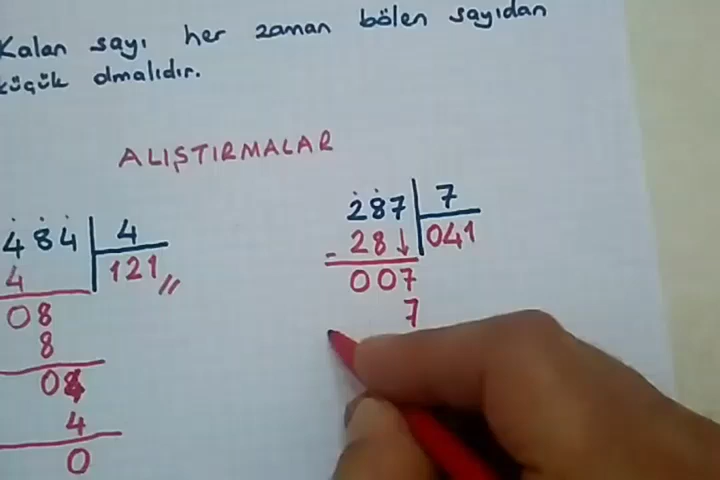 Kalan sayı her zaman bölen sayıdan
küçük olmalıdır.
ALIŞTIRMALAR
484 4
4 121
08
8
04
4
0
287 7
- 28 041
007
7